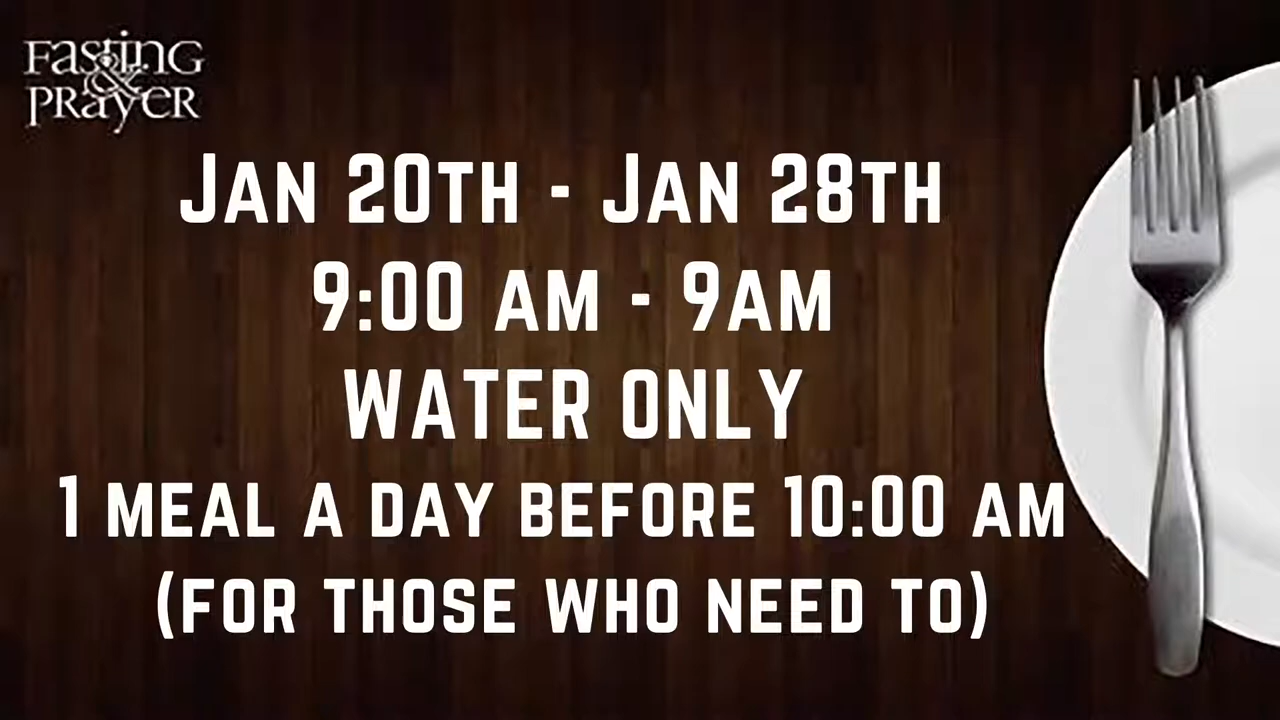 Fasting
&
Prayer
Jan 20th - Jan 28th
9:00 am - 9am
WATER ONLY
1 MEAL A DAY BEFORE 10:00 AM
(FOR THOSE WHO NEED TO)